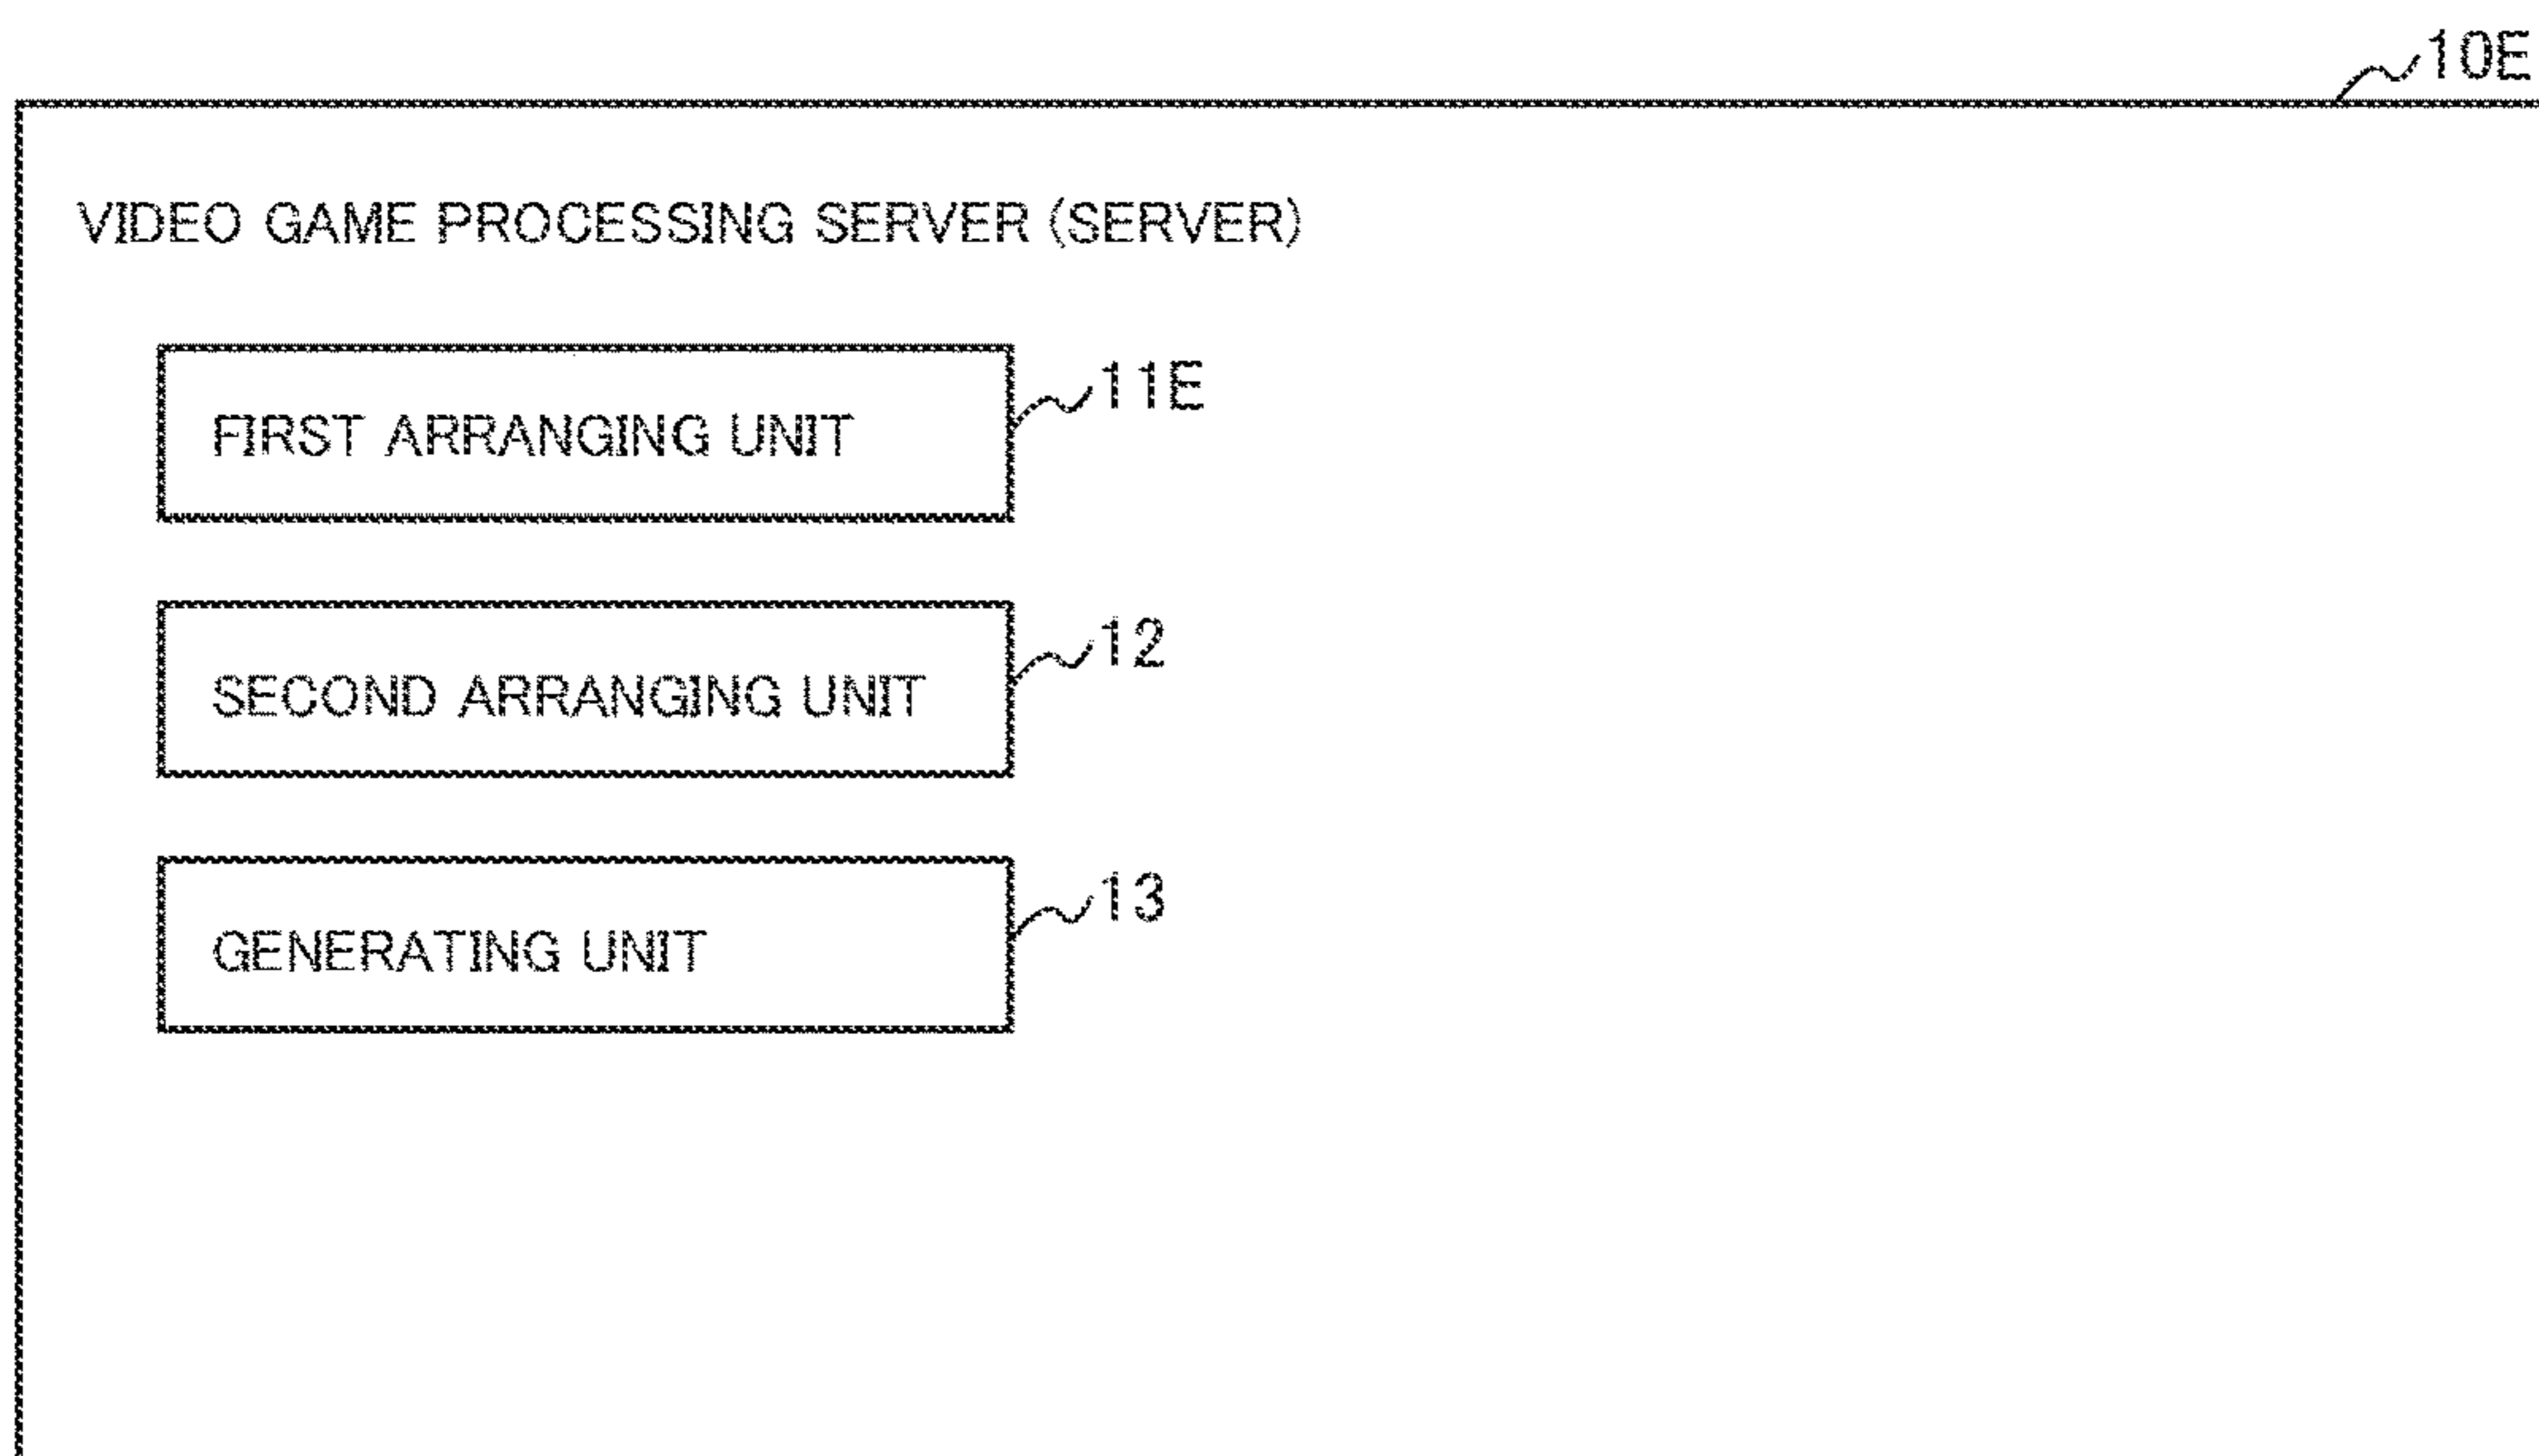 10E
VIDEO GAME PROCESSING SERVER (SERVER)
11E
FIRST ARRANGING UNIT
12
SECOND ARRANGING UNIT
13
GENERATING UNIT